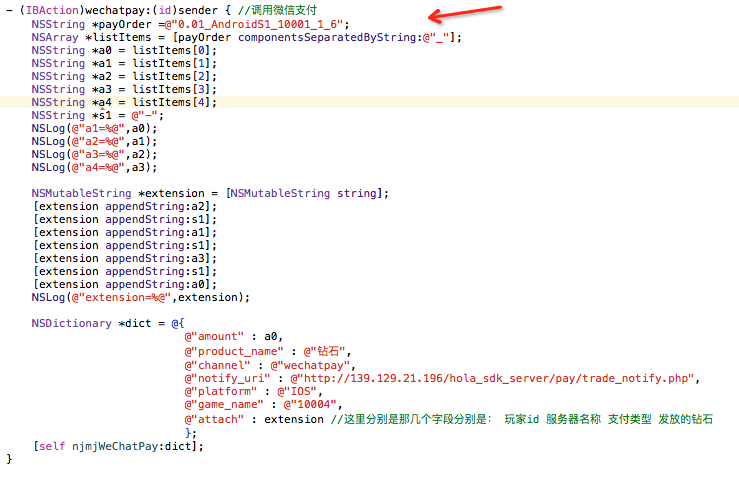 - (IBAction)wechatpay:(id)sender { //调用微信支付
NSString *payOrder =@"0.01_AndroidS1_10001_1_6";
NSArray *listItems = [payOrder componentsSeparatedByString:@"_"];
NSString *a0 = listItems[0];
NSString *a1 = listItems[1];
NSString *a2 = listItems[2];
NSString *a3 = listItems[3];
NSString *a4 = listItems[4];
NSString *s1 = @"-";
NSLog(@"a1=%@",a0);
NSLog(@"a2=%@",a1);
NSLog(@"a3=%@",a2);
NSLog(@"a4=%@",a3);
NSMutableString *extension = [NSMutableString string];
[extension appendString:a2];
[extension appendString:s1];
[extension appendString:a1];
[extension appendString:s1];
[extension appendString:a3];
[extension appendString:s1];
[extension appendString:a0];
NSLog(@"extension=%@",extension);
NSDictionary *dict = @{
@"amount" : a0,
@"product_name" : @"钻石",
@"channel" : @"wechatpay",
@"notify_uri" : @"http://139.129.21.196/hola_sdk_server/pay/trade_notify.php",
@"platform" : @"IOS",
@"game_name" : @"10004",
@"attach" : extension //这里分别是那几个字段分别是: 玩家id 服务器名称 支付类型 发放的钻石
};
[self njmjWeChatPay:dict];
}